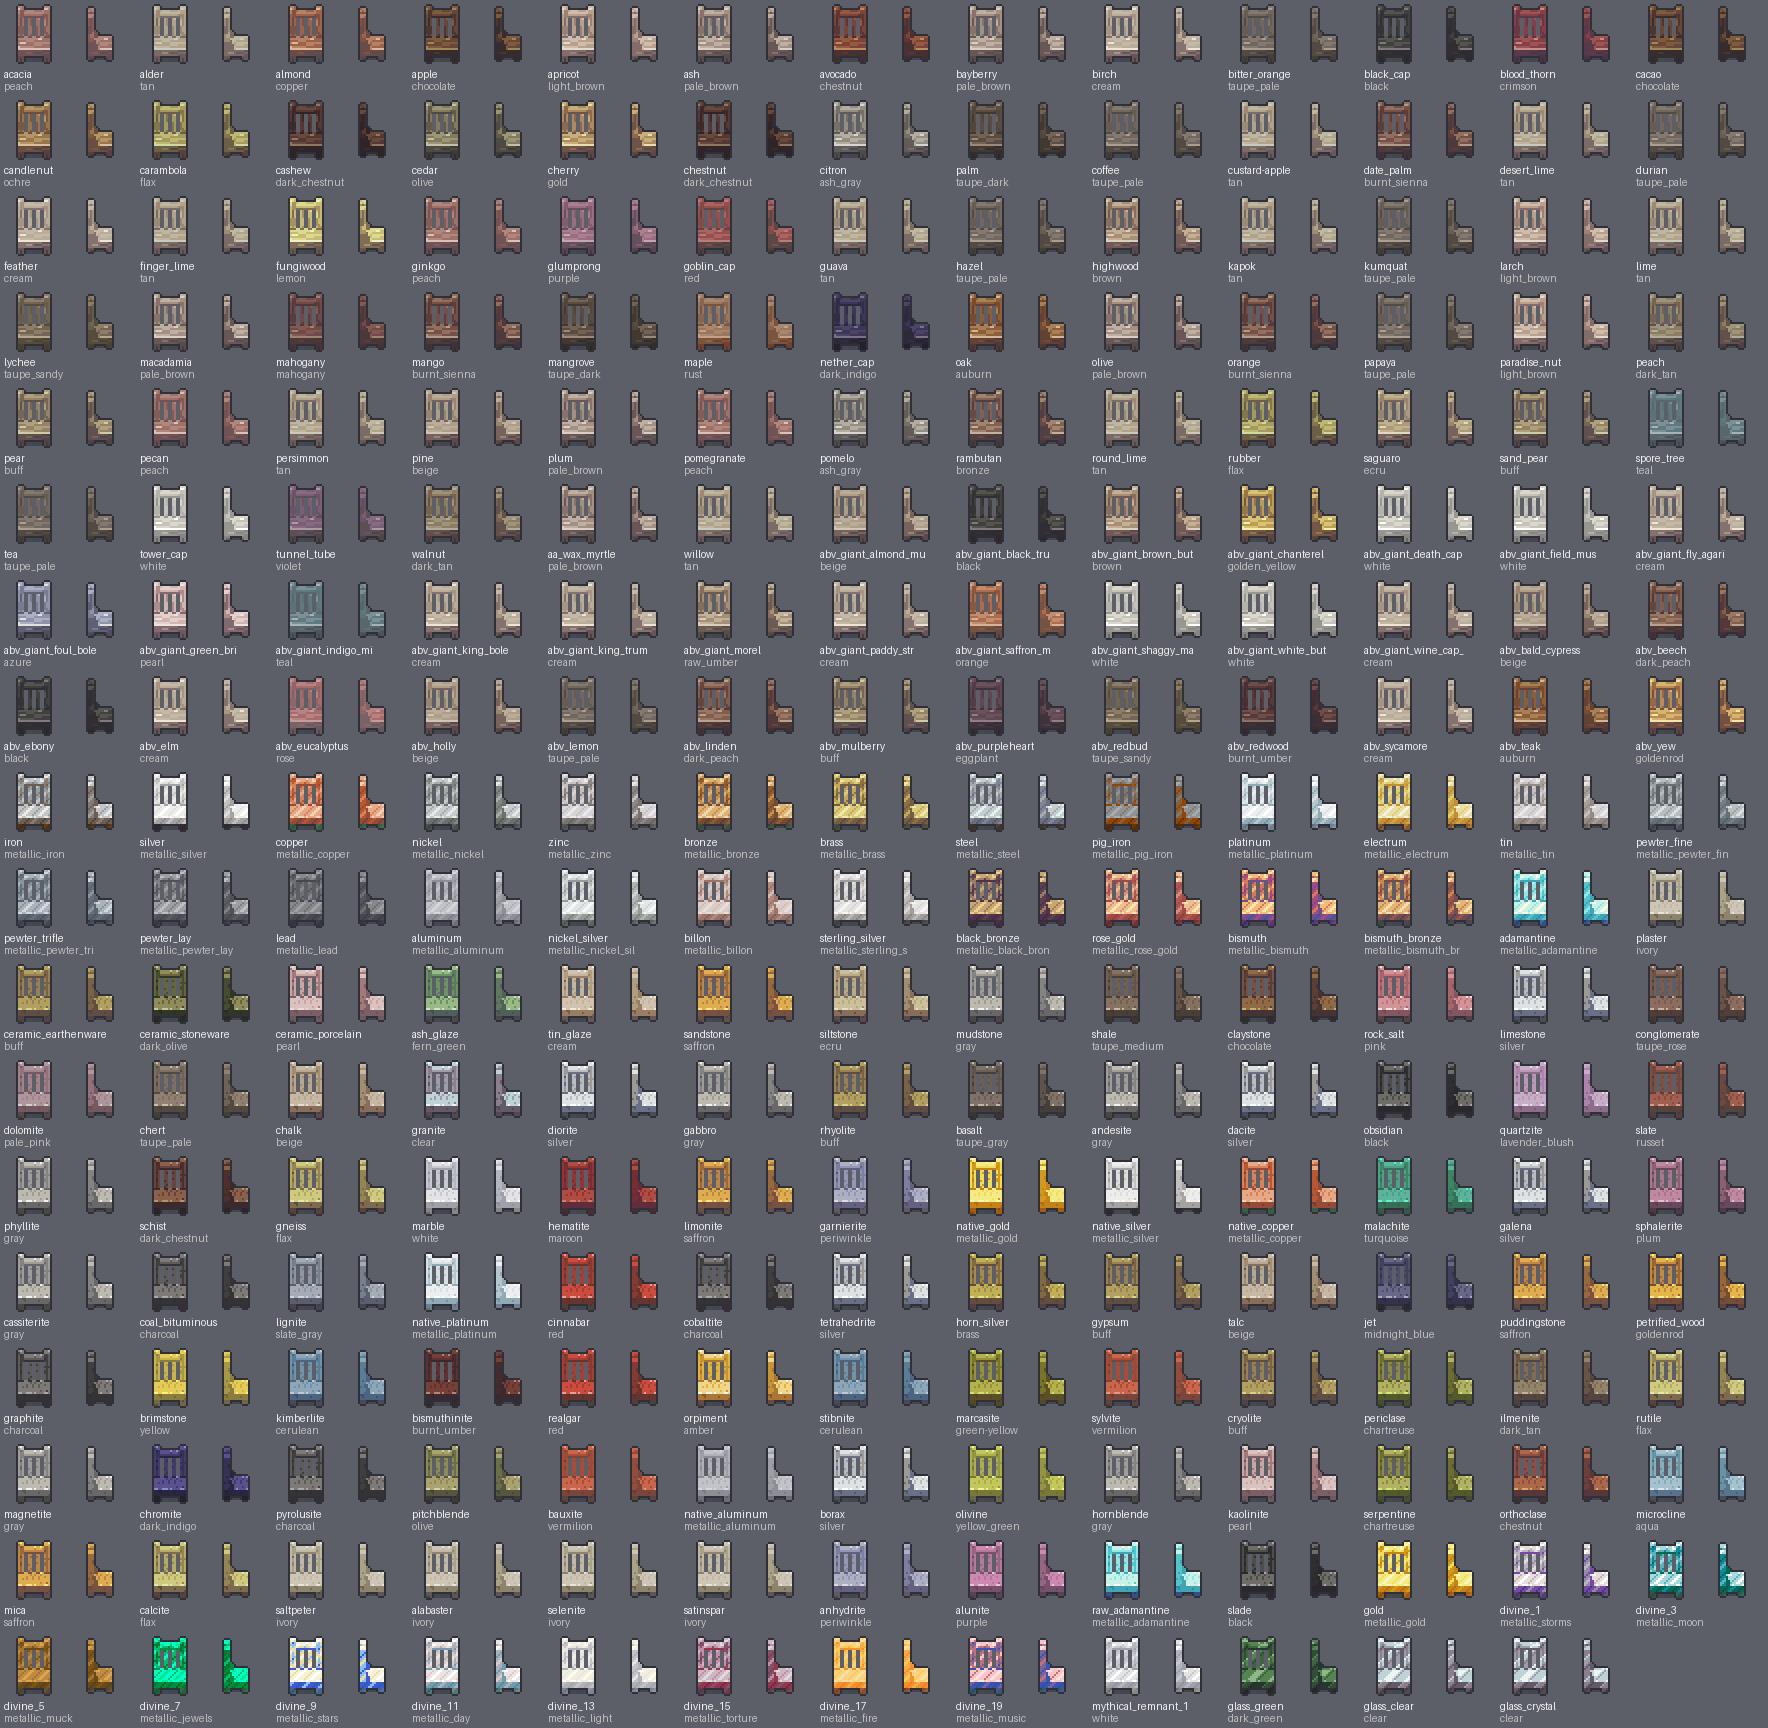 acacia alder almond apple apricot ash avocado bayberry birch bitter_orange black_cap blood_thorn cacao
peach tan copper chocolate light_brown pale_brown chestnut pale_brown cream taupe_pale black crimson chocolate
candlenut carambola cashew cedar cherry chestnut citron palm coffee custard-apple date_palm desert_lime durian
ochre flax dark_chestnut olive gold dark_chestnut ash_gray taupe_dark taupe_pale tan burnt_sienna tan taupe_pale
feather finger_lime fungiwood ginkgo glumprong goblin_cap guava hazel highwood kapok kumquat larch lime
cream tan lemon peach purple red tan taupe_pale brown tan taupe_pale light_brown tan
lychee macadamia mahogany mango mangrove maple nether_cap oak olive orange papaya paradise_nut peach
taupe_sandy pale_brown mahogany burnt_sienna taupe_dark rust dark_indigo auburn pale_brown burnt_sienna taupe_pale light_brown dark_tan
pear pecan persimmon pine plum pomegranate pomelo rambutan round_lime rubber saguaro sand_pear spore_tree
buff peach tan beige pale_brown peach ash_gray bronze tan flax ecru buff teal
tea tower_cap tunnel_tube walnut aa_wax_myrtle willow abv_giant_almond_mu abv_giant_black_tru abv_giant_brown_but abv_giant_chanterel abv_giant_death_cap abv_giant_field_mus abv_giant_fly_agari
taupe_pale white violet dark_tan pale_brown tan beige black brown golden_yellow white white cream
abv_giant_foul_bole abv_giant_green_bri abv_giant_indigo_mi abv_giant_king_bole abv_giant_king_trum abv_giant_morel abv_giant_paddy_str abv_giant_saffron_m abv_giant_shaggy_ma abv_giant_white_but abv_giant_wine_cap_ abv_bald_cypress abv_beech
azure pearl teal cream cream raw_umber cream orange white white cream beige dark_peach
abv_ebony abv_elm abv_eucalyptus abv_holly abv_lemon abv_linden abv_mulberry abv_purpleheart abv_redbud abv_redwood abv_sycamore abv_teak abv_yew
black cream rose beige taupe_pale dark_peach buff eggplant taupe_sandy burnt_umber cream auburn goldenrod
iron silver copper nickel zinc bronze brass steel pig_iron platinum electrum tin pewter_fine
metallic_iron metallic_silver metallic_copper metallic_nickel metallic_zinc metallic_bronze metallic_brass metallic_steel metallic_pig_iron metallic_platinum metallic_electrum metallic_tin metallic_pewter_fin
pewter_trifle pewter_lay lead aluminum nickel_silver billon sterling_silver black_bronze rose_gold bismuth bismuth_bronze adamantine plaster
metallic_pewter_tri metallic_pewter_lay metallic_lead metallic_aluminum metallic_nickel_sil metallic_billon metallic_sterling_s metallic_black_bron metallic_rose_gold metallic_bismuth metallic_bismuth_br metallic_adamantine ivory
ceramic_earthenware ceramic_stoneware ceramic_porcelain ash_glaze tin_glaze sandstone siltstone mudstone shale claystone rock_salt limestone conglomerate
buff dark_olive pearl fern_green cream saffron ecru gray taupe_medium chocolate pink silver taupe_rose
dolomite chert chalk granite diorite gabbro rhyolite basalt andesite dacite obsidian quartzite slate
pale_pink taupe_pale beige clear silver gray buff taupe_gray gray silver black lavender_blush russet
phyllite schist gneiss marble hematite limonite garnierite native_gold native_silver native_copper malachite galena sphalerite
gray dark_chestnut flax white maroon saffron periwinkle metallic_gold metallic_silver metallic_copper turquoise silver plum
cassiterite coal_bituminous lignite native_platinum cinnabar cobaltite tetrahedrite horn_silver gypsum talc jet puddingstone petrified_wood
gray charcoal slate_gray metallic_platinum red charcoal silver brass buff beige midnight_blue saffron goldenrod
graphite brimstone kimberlite bismuthinite realgar orpiment stibnite marcasite sylvite cryolite periclase ilmenite rutile
charcoal yellow cerulean burnt_umber red amber cerulean green-yellow vermilion buff chartreuse dark_tan flax
magnetite chromite pyrolusite pitchblende bauxite native_aluminum borax olivine hornblende kaolinite serpentine orthoclase microcline
gray dark_indigo charcoal olive vermilion metallic_aluminum silver yellow_green gray pearl chartreuse chestnut aqua
mica calcite saltpeter alabaster selenite satinspar anhydrite alunite raw_adamantine slade gold divine_1 divine_3
saffron flax ivory ivory ivory ivory periwinkle purple metallic_adamantine black metallic_gold metallic_storms metallic_moon
divine_5 divine_7 divine_9 divine_11 divine_13 divine_15 divine_17 divine_19 mythical_remnant_1 glass_green glass_clear glass_crystal
metallic_muck metallic_jewels metallic_stars metallic_day metallic_light metallic_torture metallic_fire metallic_music white dark_green clear clear